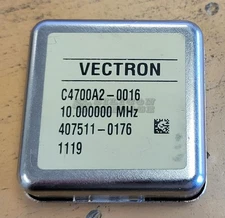 VECTRON
C4700A2-0016
10.000000 MHz
407511-0176
1119